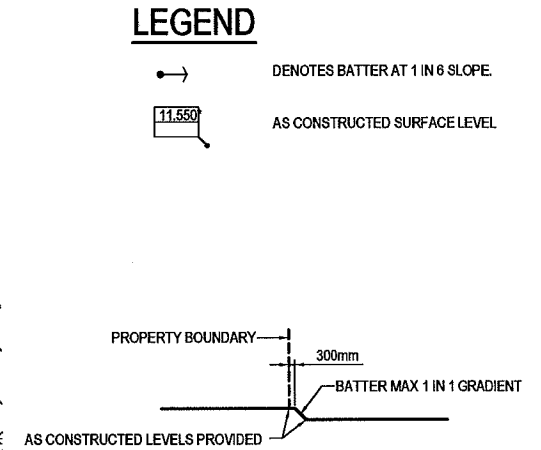 LEGEND
DENOTES BATTER AT 1 IN 6 SLOPE.
11.550*
AS CONSTRUCTED SURFACE LEVEL
PROPERTY BOUNDARY
300mm
BATTER MAX 1 IN 1 GRADIENT
AS CONSTRUCTED LEVELS PROVIDED